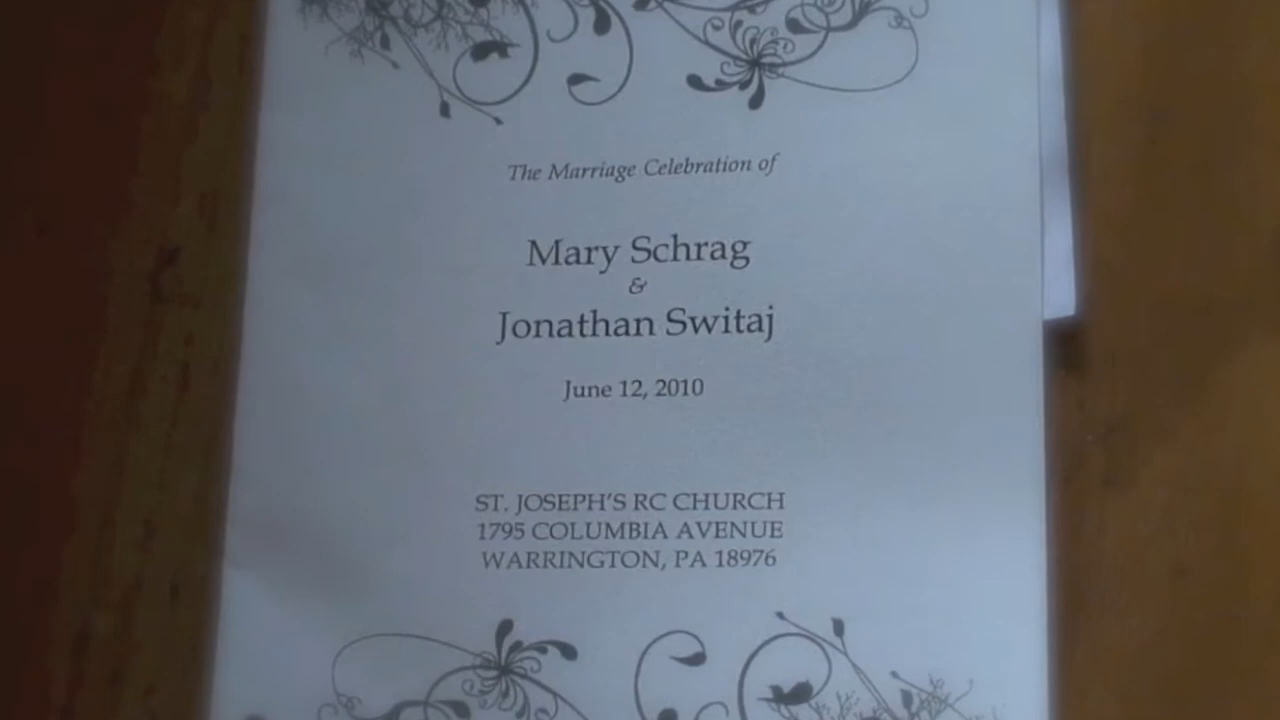 The Marriage Celebration of
Mary Schrag
&
Jonathan Switaj
June 12, 2010
ST. JOSEPH'S RC CHURCH
1795 COLUMBIA AVENUE
WARRINGTON, PA 18976